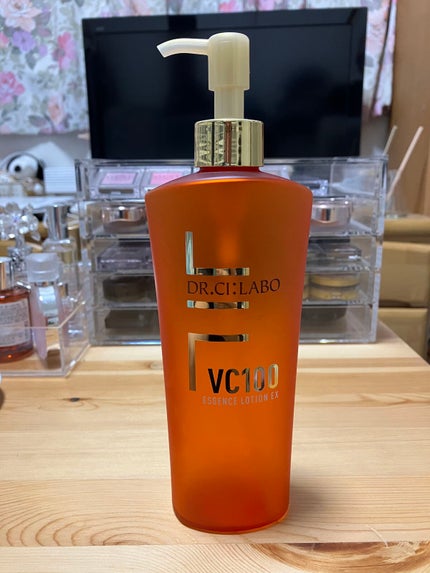 DR.CI:LABO
VC100
ESSENCE LOTION EX